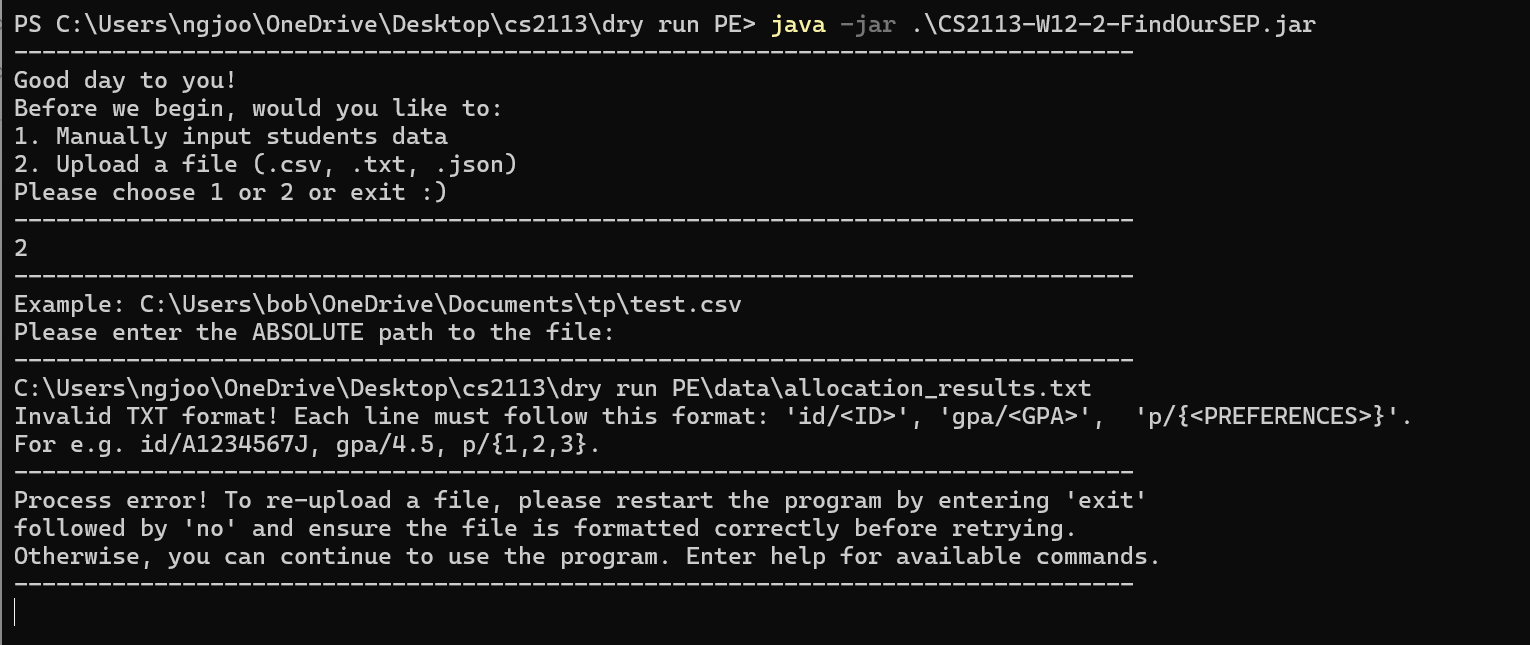 PS C:\Users\ngjoo\OneDrive\Desktop\cs2113\dry run PE> java -jar .\CS2113-W12-2-FindOurSEP.jar
--------------------------------------------------------------------------------
Good day to you!
Before we begin, would you like to:
1. Manually input students data
2. Upload a file (.csv, .txt, .json)
Please choose 1 or 2 or exit :)
--------------------------------------------------------------------------------
2
--------------------------------------------------------------------------------
Example: C:\Users\bob\OneDrive\Documents\tp\test.csv
Please enter the ABSOLUTE path to the file:
--------------------------------------------------------------------------------
C:\Users\ngjoo\OneDrive\Desktop\cs2113\dry run PE\data\allocation_results.txt
Invalid TXT format! Each line must follow this format: 'id/<ID>', 'gpa/<GPA>',  'p/{<PREFERENCES>}'.
For e.g. id/A1234567J, gpa/4.5, p/{1,2,3}.
--------------------------------------------------------------------------------
Process error! To re-upload a file, please restart the program by entering 'exit'
followed by 'no' and ensure the file is formatted correctly before retrying.
Otherwise, you can continue to use the program. Enter help for available commands.
--------------------------------------------------------------------------------